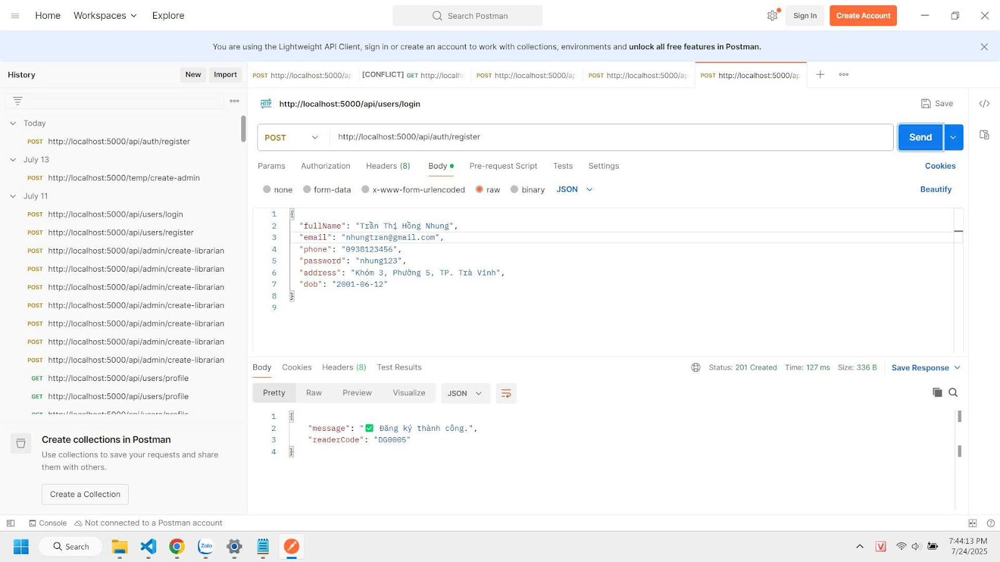 Home Workspaces Explore Search Postman Sign In Create Account
You are using the Lightweight API Client, sign in or create an account to work with collections, environments and unlock all free features in Postman.
History New Import
POST http://localhost:5000/ap [CONFLICT] GET http://localh POST http://localhost:5000/ap POST http://localhost:5000/ap POST http://localhost:5000/ap
HTTP http://localhost:5000/api/users/login Save
Today
POST http://localhost:5000/api/auth/register
July 13
POST http://localhost:5000/temp/create-admin
July 11
POST http://localhost:5000/api/users/login
POST http://localhost:5000/api/users/register
POST http://localhost:5000/api/admin/create-librarian
POST http://localhost:5000/api/admin/create-librarian
POST http://localhost:5000/api/admin/create-librarian
POST http://localhost:5000/api/admin/create-librarian
POST http://localhost:5000/api/admin/create-librarian
POST http://localhost:5000/api/admin/create-librarian
POST http://localhost:5000/api/admin/create-librarian
GET http://localhost:5000/api/users/profile
GET http://localhost:5000/api/users/profile
GET http://localhost:5000/api/users/profile
Create collections in Postman
Use collections to save your requests and share
them with others.
Create a Collection
POST http://localhost:5000/api/auth/register Send
Params Authorization Headers (8) Body Pre-request Script Tests Settings Cookies
none form-data x-www-form-urlencoded raw binary JSON Beautify
1 {
2 "fullName": "Trần Thị Hồng Nhung",
3 "email": "nhungtran@gmail.com",
4 "phone": "0938123456",
5 "password": "nhung123",
6 "address": "Khóm 3, Phường 5, TP. Trà Vinh",
7 "dob": "2001-06-12"
8 }
9
Body Cookies Headers (8) Test Results Status: 201 Created Time: 127 ms Size: 336 B Save Response
Pretty Raw Preview Visualize JSON
1 {
2 "message": "✅ Đăng ký thành công.",
3 "readerCode": "DG0005"
4 }
Console Not connected to a Postman account
Search Zalo V 7:44:13 PM
7/24/2025